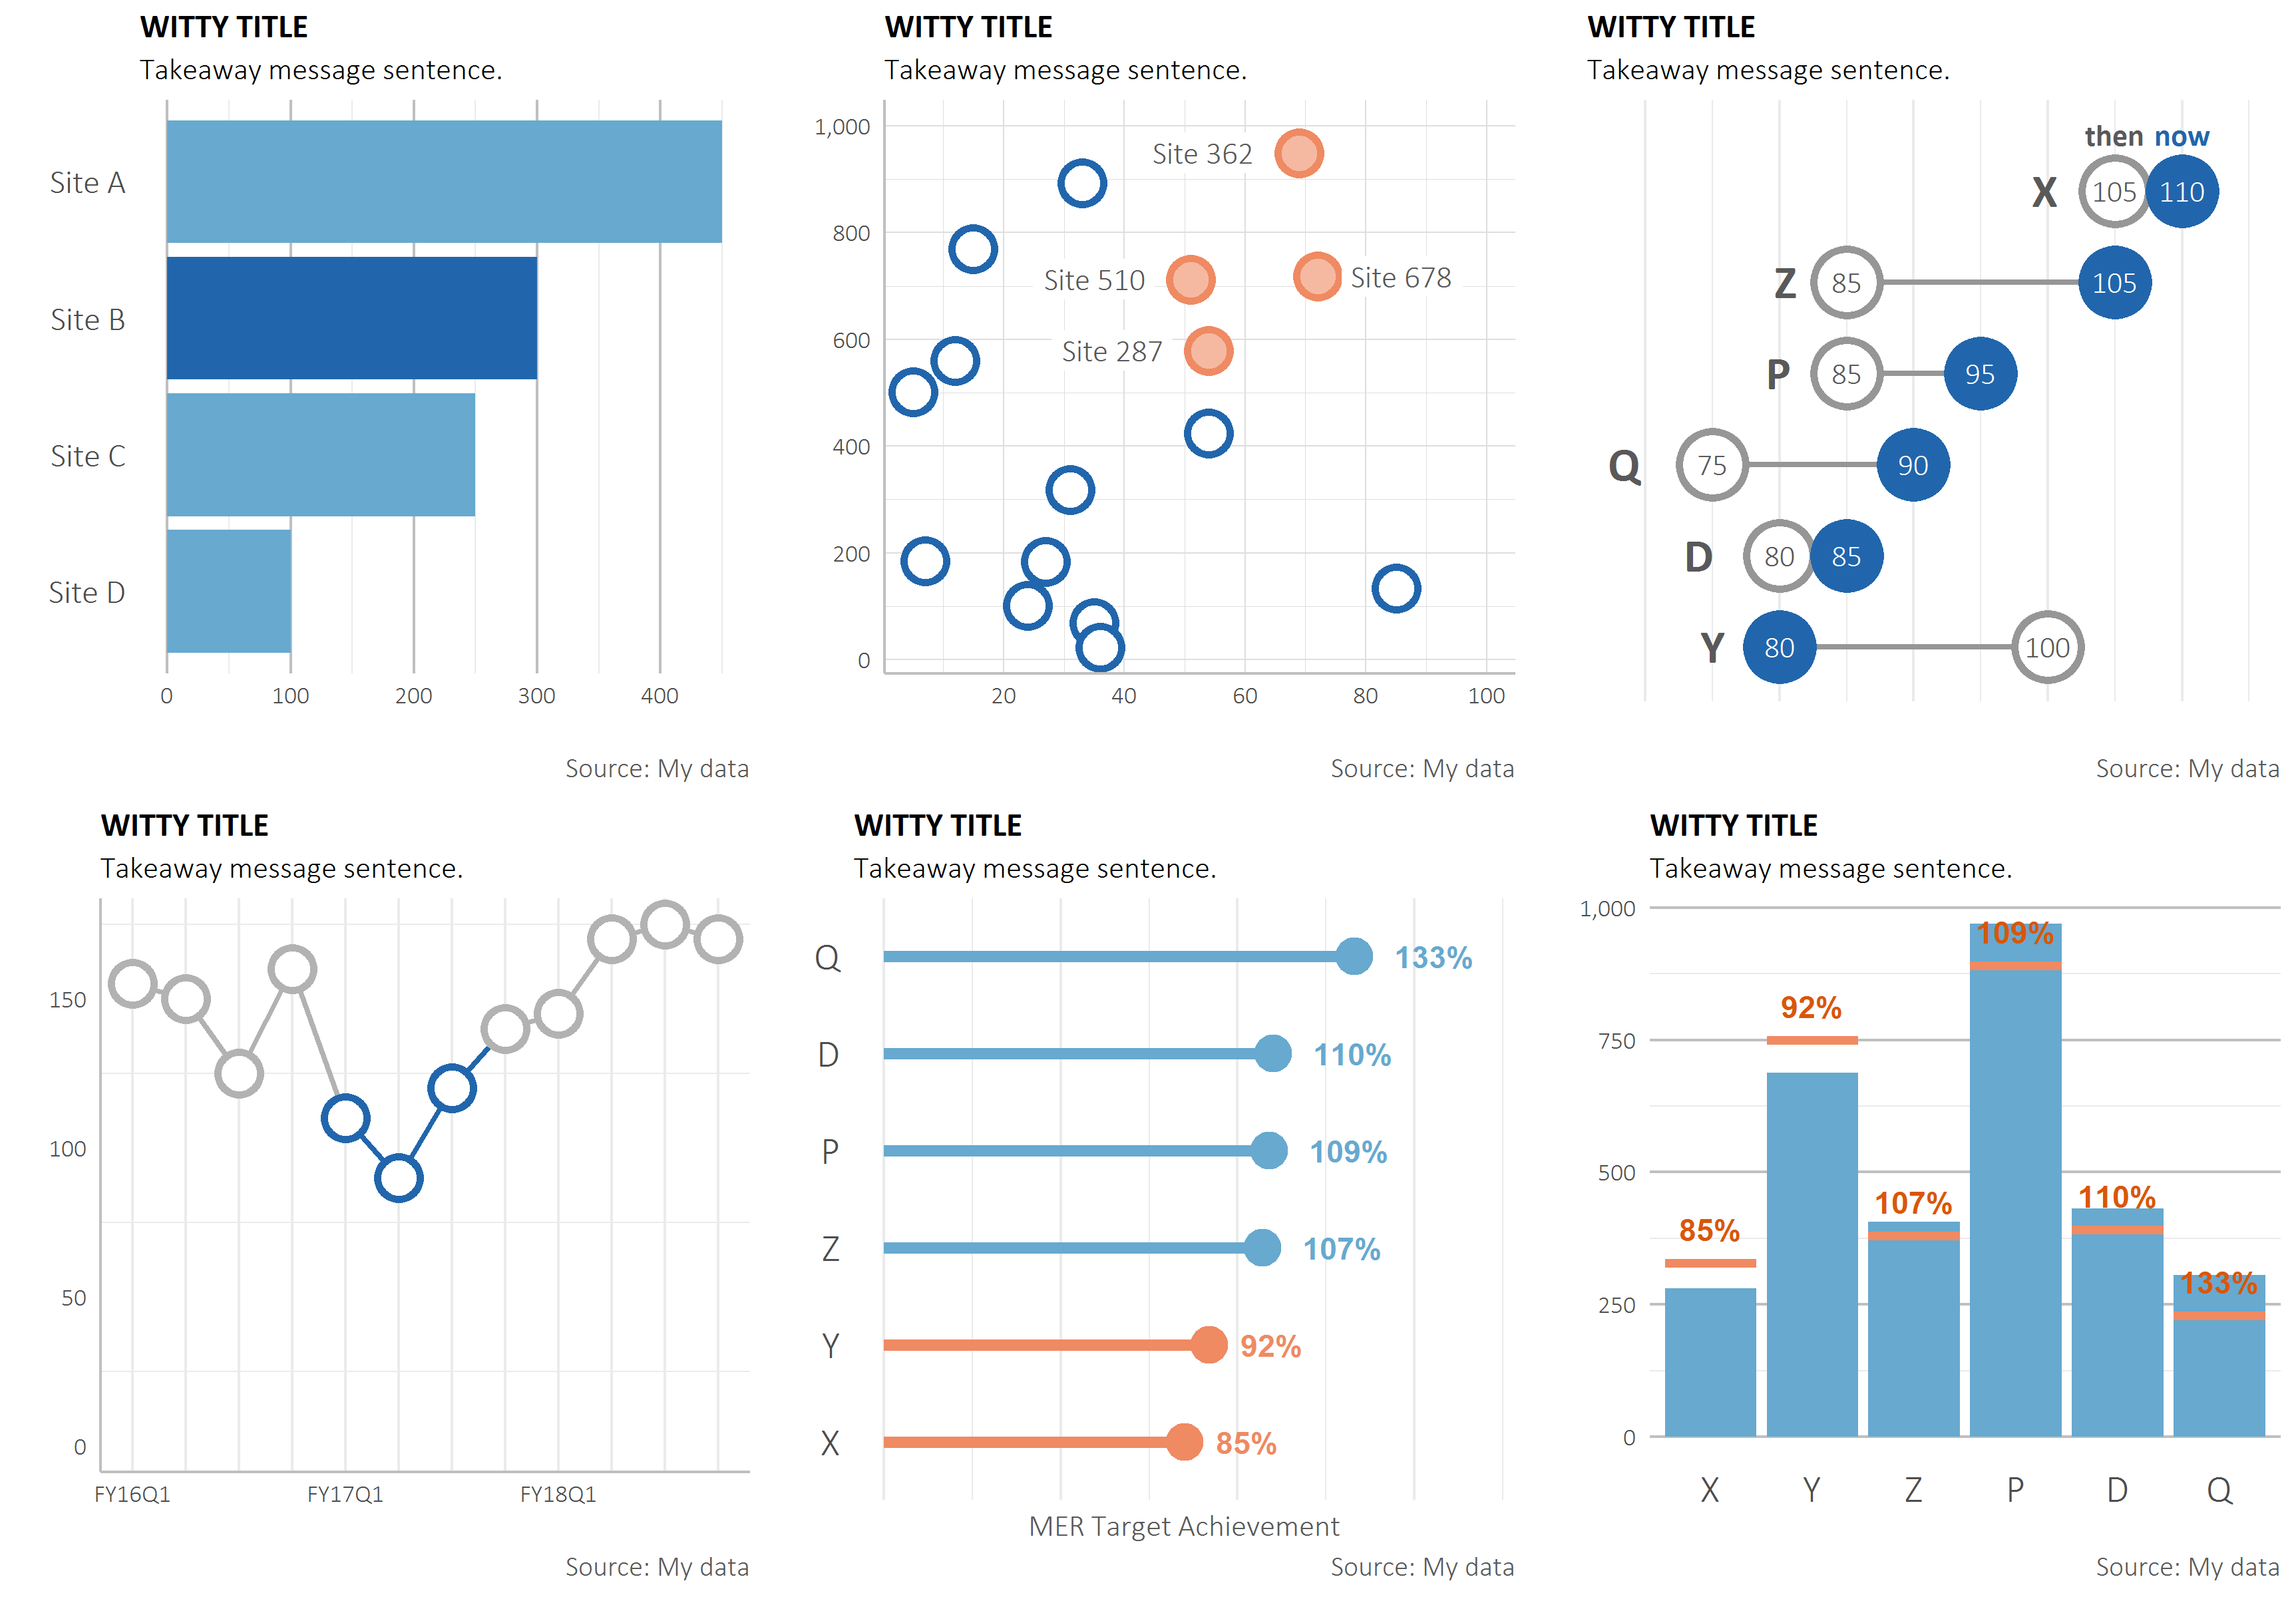 WITTY TITLE
Takeaway message sentence.
Site A
Site B
Site C
Site D
0 100 200 300 400
Source: My data
WITTY TITLE
Takeaway message sentence.
1,000
Site 362
800
Site 510
Site 678
600
Site 287
400
200
0
20 40 60 80 100
Source: My data
WITTY TITLE
Takeaway message sentence.
then now
X 105 110
Z 85 105
P 85 95
Q 75 90
D 80 85
Y 80 100
Source: My data
WITTY TITLE
Takeaway message sentence.
150
100
50
0
FY16Q1 FY17Q1 FY18Q1
Source: My data
WITTY TITLE
Takeaway message sentence.
Q 133%
D 110%
P 109%
Z 107%
Y 92%
X 85%
MER Target Achievement
Source: My data
WITTY TITLE
Takeaway message sentence.
1,000
109%
92%
750
500
110%
107%
85%
133%
250
0
X Y Z P D Q
Source: My data